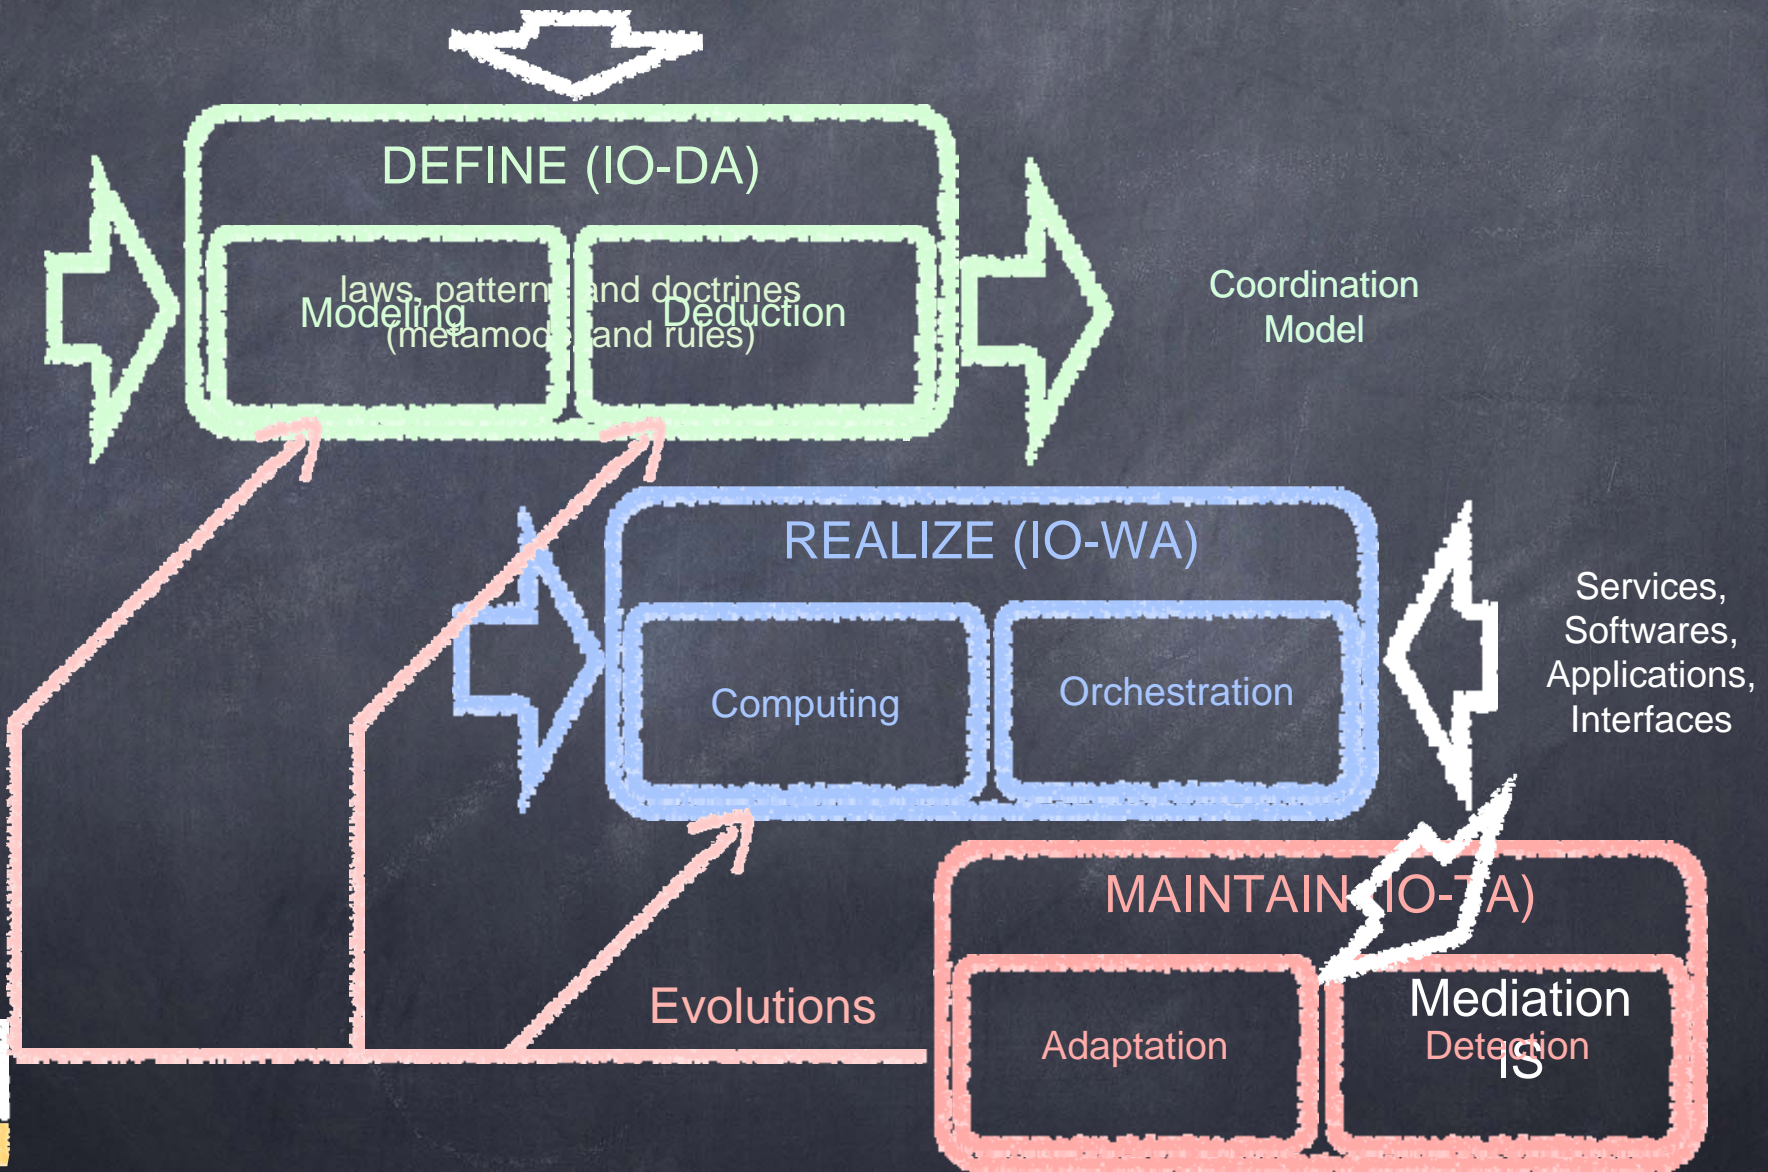 DEFINE (IO-DA)
laws, patterns and doctrines
(metamodel and rules)
Modeling
Deduction
Coordination
Model
REALIZE (IO-WA)
Computing
Orchestration
Services,
Softwares,
Applications,
Interfaces
MAINTAIN (IO-TA)
Evolutions
Adaptation
Detection
Mediation
IS